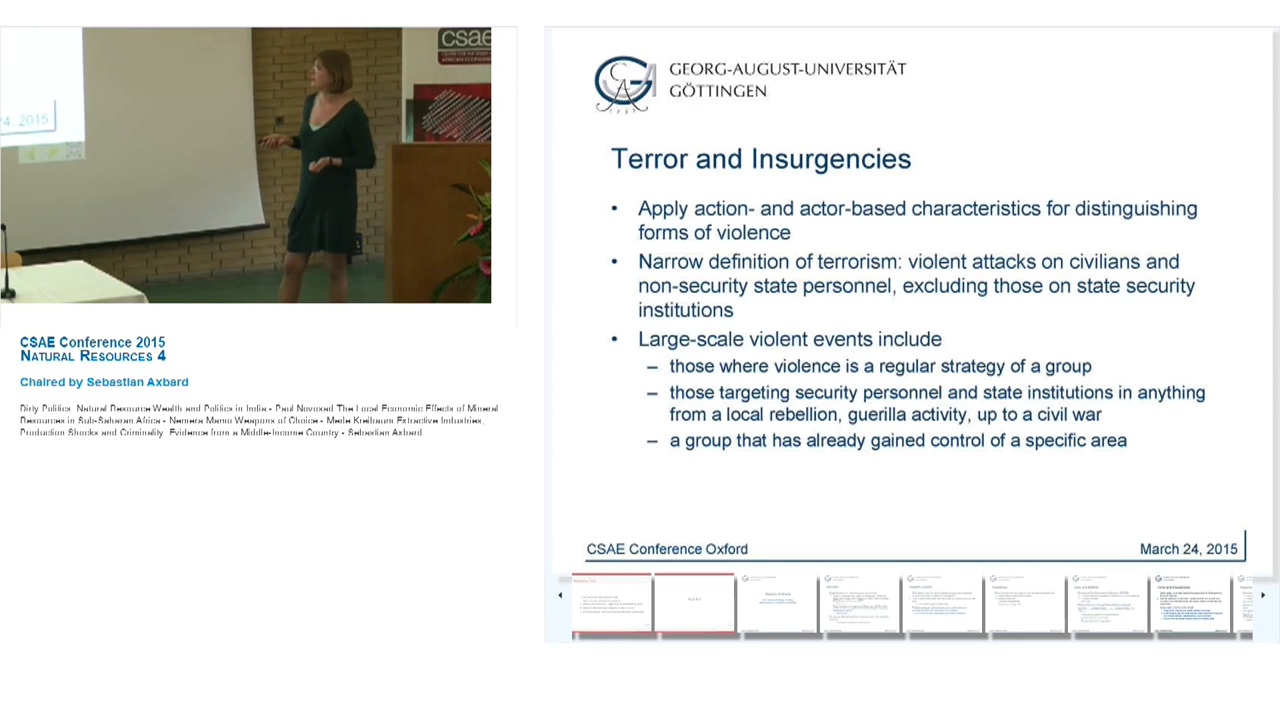 csae
4, 2015
CSAE Conference 2015
NATURAL RESOURCES 4
Chaired by Sebastian Axbard
Dirty Politics. Natural Resource Wealth and Politics in India - Paul Novosad The Local Economic Effects of Mineral
Resources in Sub-Saharan Africa - Nemera Mamo Weapons of Choice - Merle Kreibaum Extractive Industries,
Production Shocks and Criminality. Evidence from a Middle-Income Country - Sebastian Axbard
GEORG-AUGUST-UNIVERSITÄT
GÖTTINGEN
Terror and Insurgencies
• Apply action- and actor-based characteristics for distinguishing
forms of violence
• Narrow definition of terrorism: violent attacks on civilians and
non-security state personnel, excluding those on state security
institutions
• Large-scale violent events include
– those where violence is a regular strategy of a group
– those targeting security personnel and state institutions in anything
from a local rebellion, guerilla activity, up to a civil war
– a group that has already gained control of a specific area
CSAE Conference Oxford
March 24, 2015